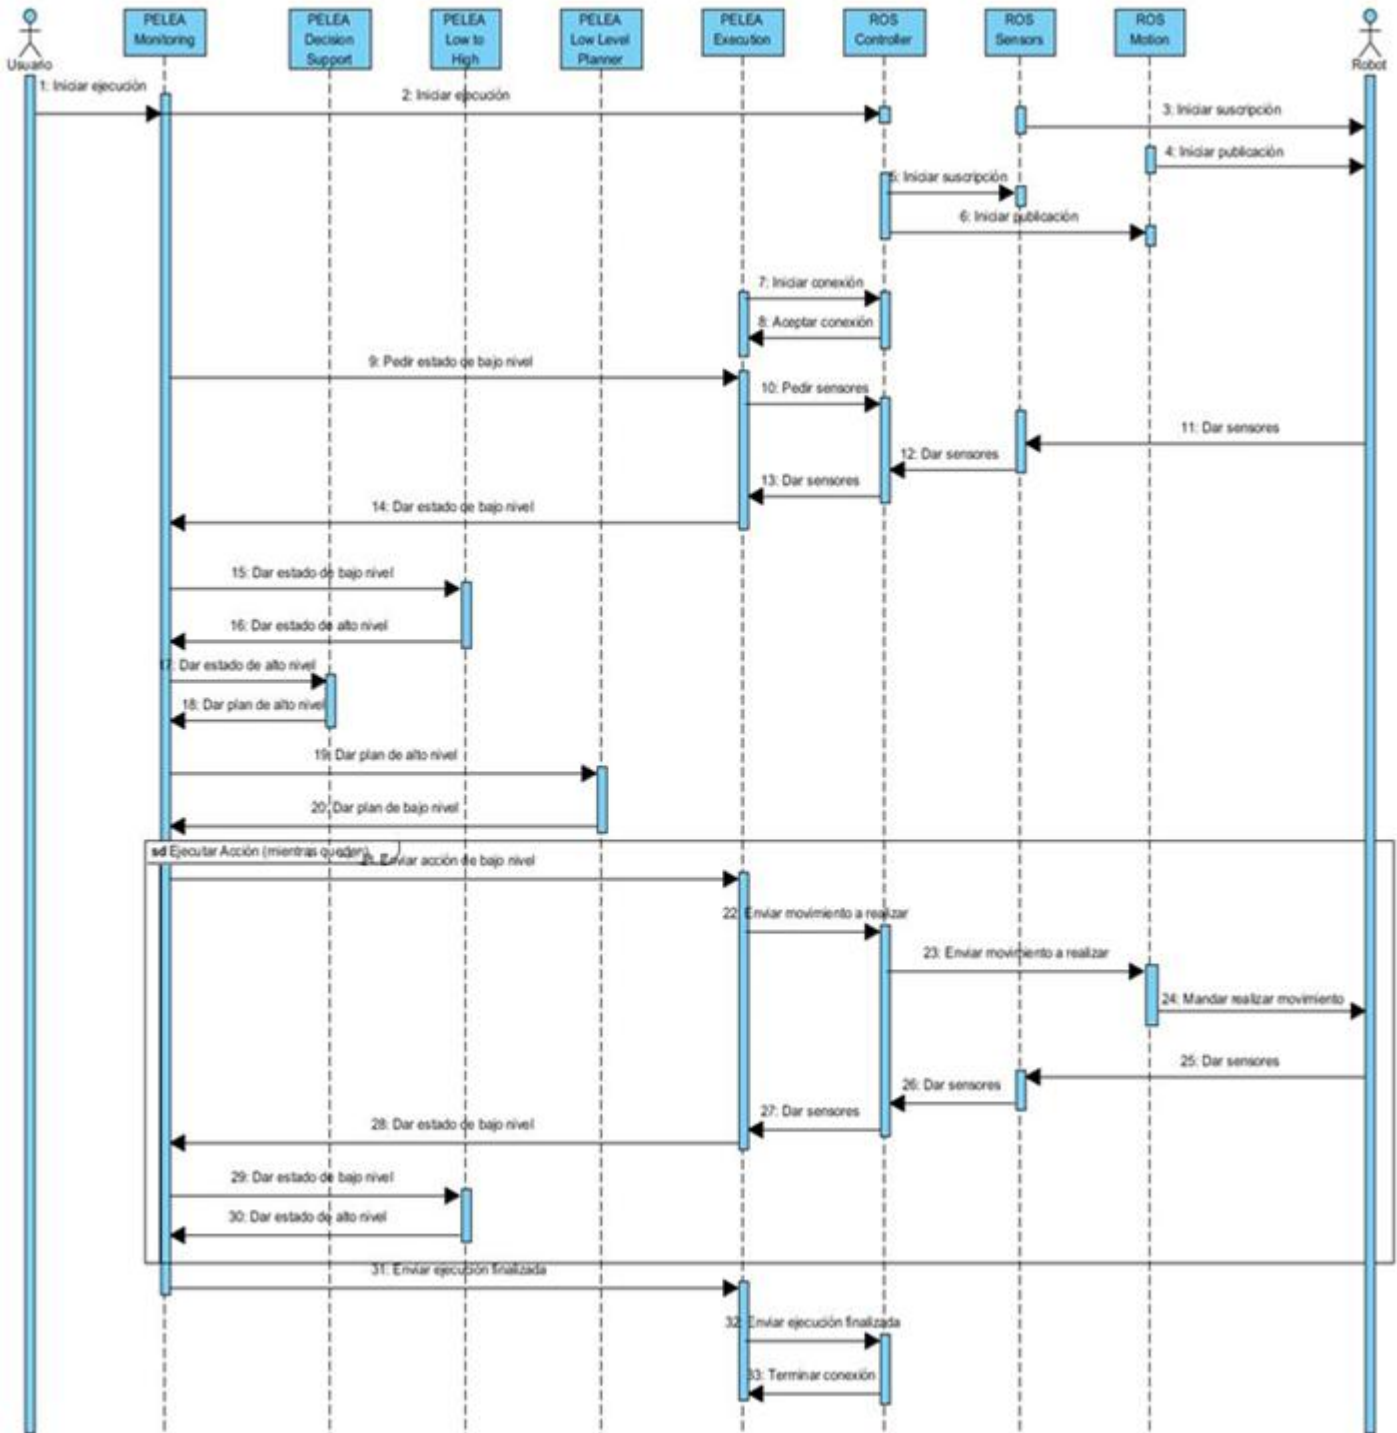 PELEA
Monitoring
PELEA
Decision
Support
PELEA
Low to
High
PELEA
Low Level
Planner
PELEA
Execution
ROS
Controller
ROS
Sensors
ROS
Motion
Usuario
Robot
1: Iniciar ejecución
2: Iniciar ejecución
3: Iniciar suscripción
4: Iniciar publicación
5: Iniciar suscripción
6: Iniciar publicación
7: Iniciar conexión
8: Aceptar conexión
9: Pedir estado de bajo nivel
10: Pedir sensores
11: Dar sensores
12: Dar sensores
13: Dar sensores
14: Dar estado de bajo nivel
15: Dar estado de bajo nivel
16: Dar estado de alto nivel
17: Dar estado de alto nivel
18: Dar plan de alto nivel
19: Dar plan de alto nivel
20: Dar plan de bajo nivel
sd Ejecutar Acción (mientras queden)
21: Enviar acción de bajo nivel
22: Enviar movimiento a realizar
23: Enviar movimiento a realizar
24: Mandar realizar movimiento
25: Dar sensores
26: Dar sensores
27: Dar sensores
28: Dar estado de bajo nivel
29: Dar estado de bajo nivel
30: Dar estado de alto nivel
31: Enviar ejecución finalizada
32: Enviar ejecución finalizada
33: Terminar conexión